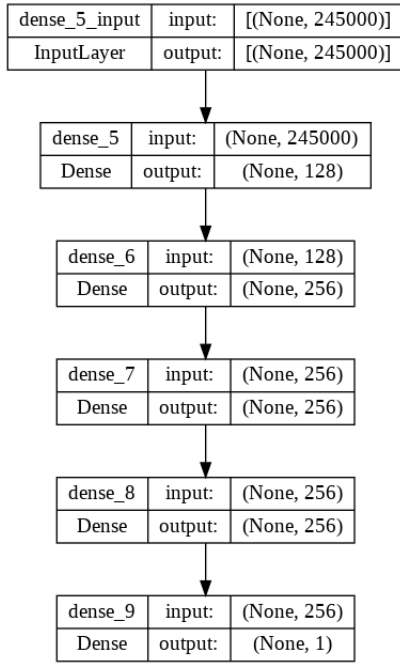 dense_5_input input: [(None, 245000)]
InputLayer output: [(None, 245000)]
dense_5 input: (None, 245000)
Dense output: (None, 128)
dense_6 input: (None, 128)
Dense output: (None, 256)
dense_7 input: (None, 256)
Dense output: (None, 256)
dense_8 input: (None, 256)
Dense output: (None, 256)
dense_9 input: (None, 256)
Dense output: (None, 1)